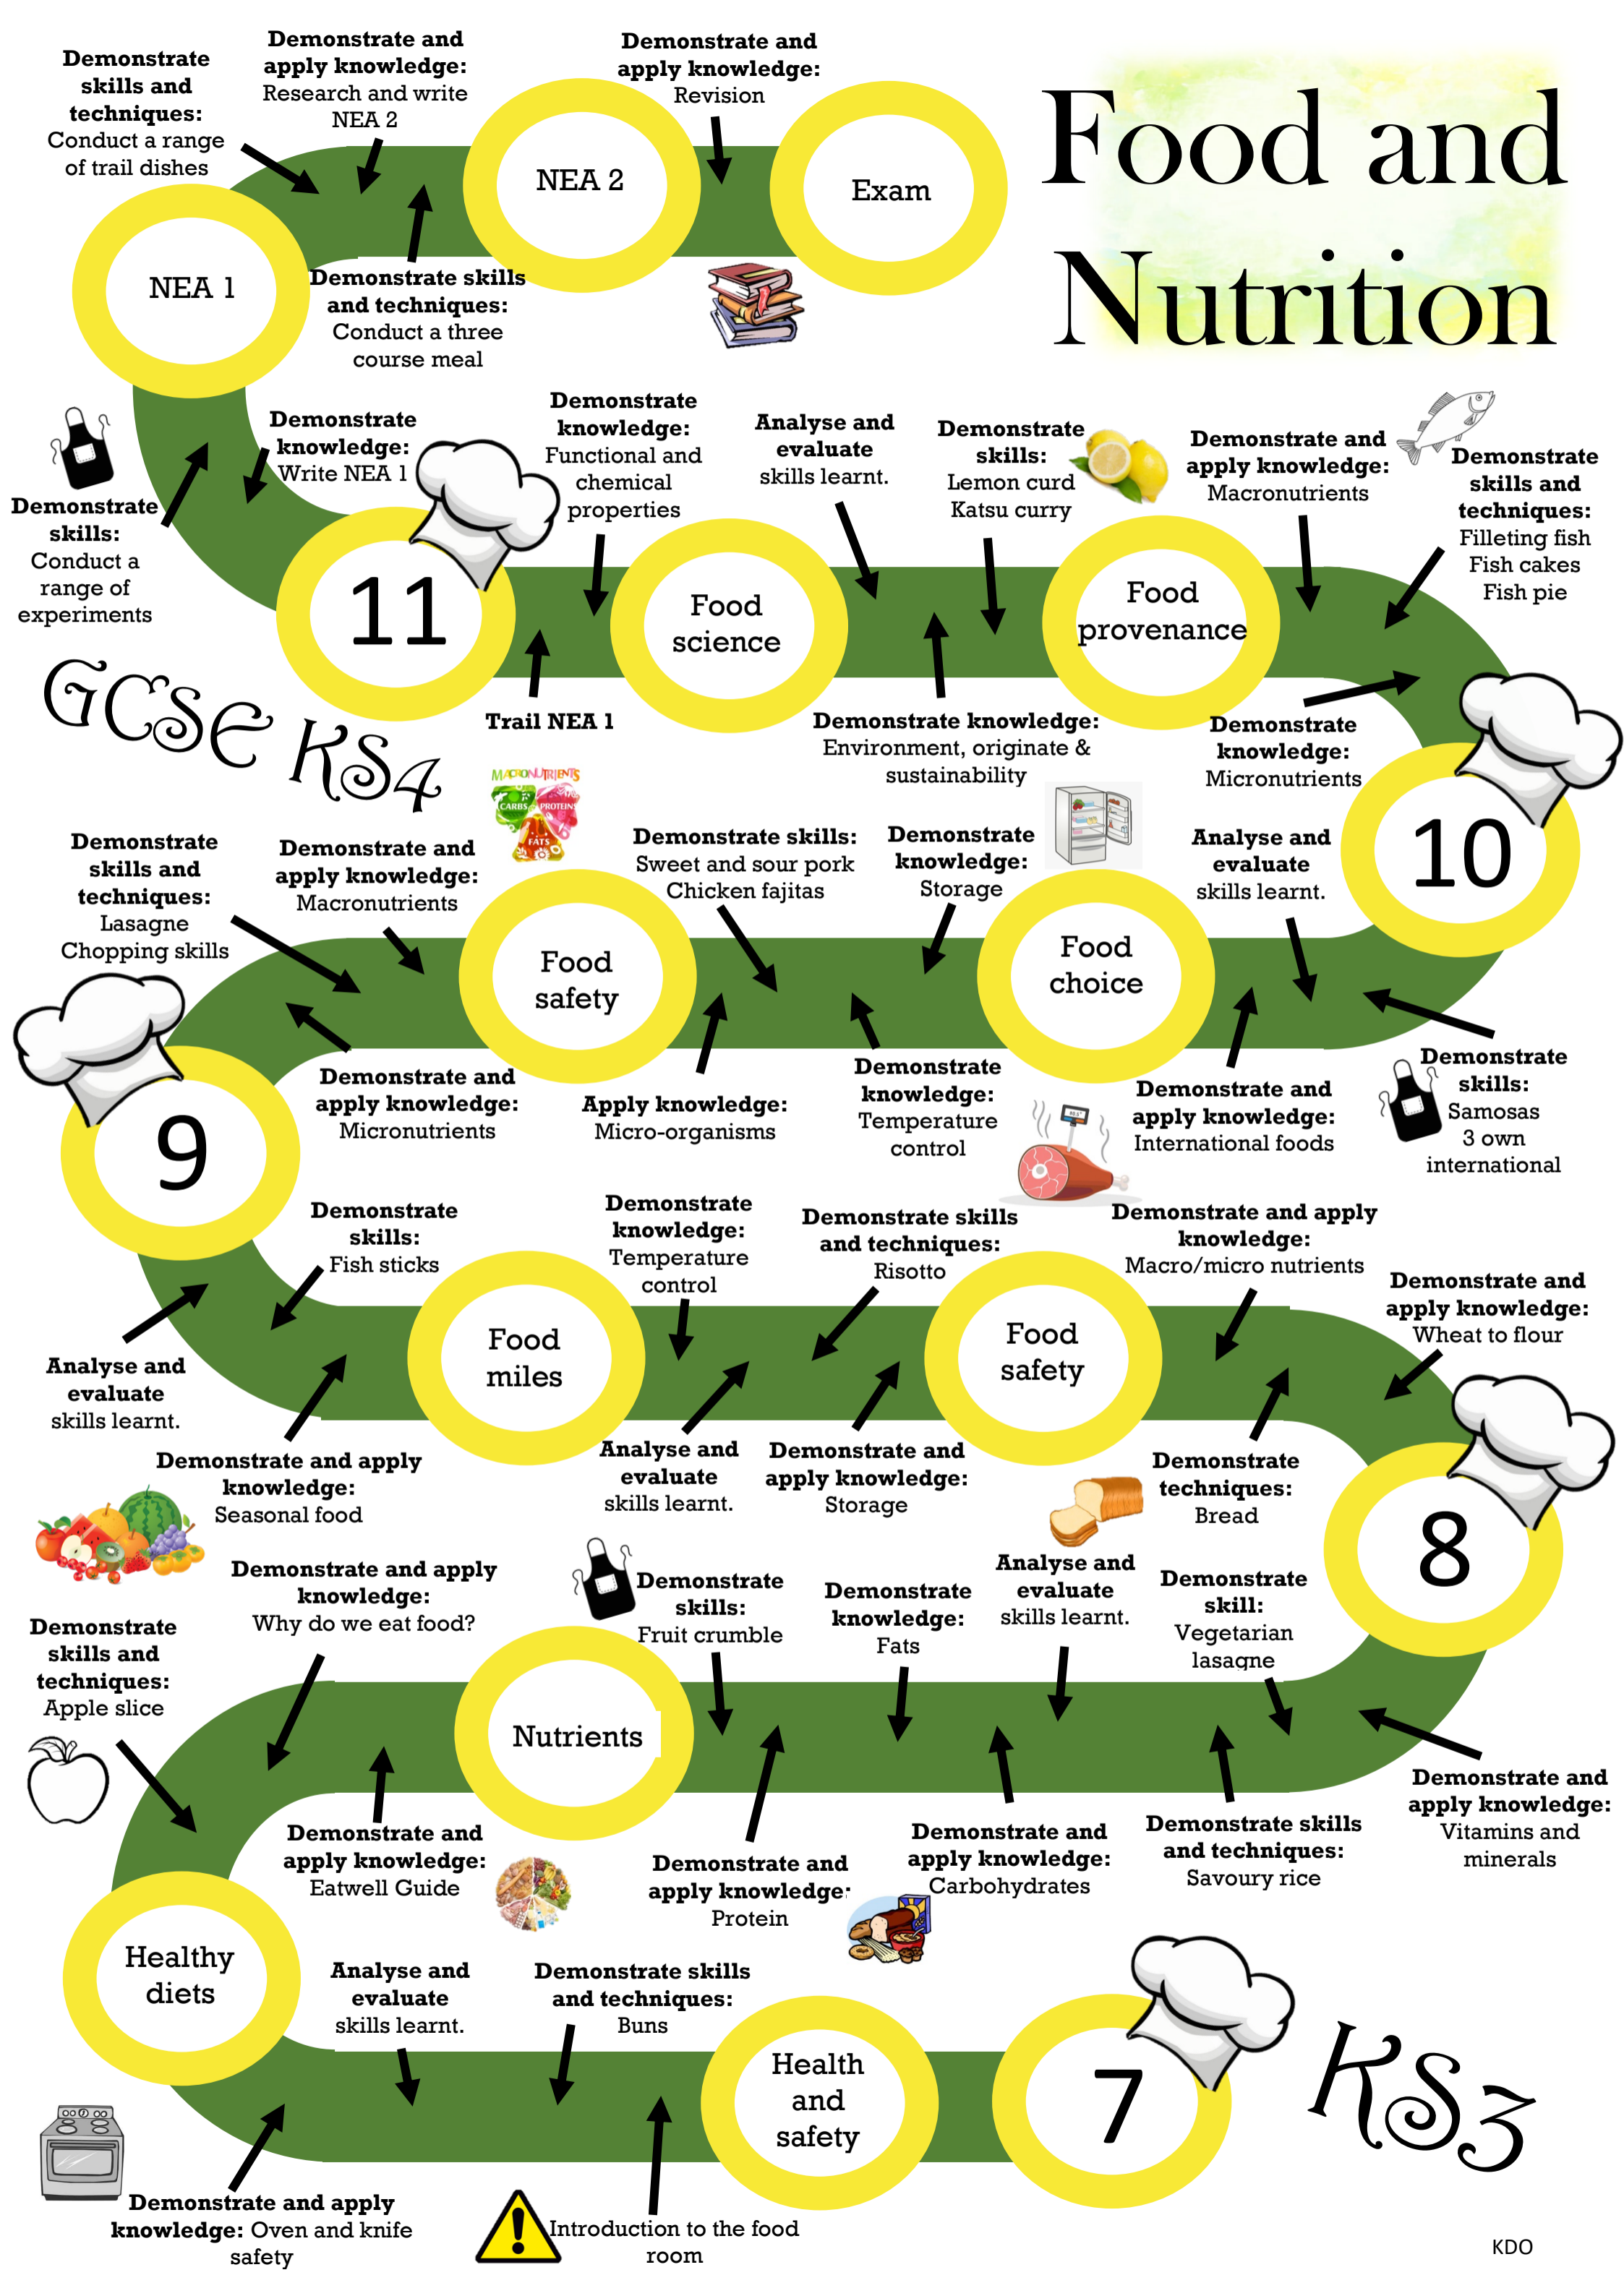 Food and
Nutrition
Demonstrate
skills and
techniques:
Conduct a range
of trail dishes
Demonstrate and
apply knowledge:
Research and write
NEA 2
Demonstrate and
apply knowledge:
Revision
NEA 2
Exam
NEA 1
Demonstrate skills
and techniques:
Conduct a three
course meal
Demonstrate
skills:
Conduct a
range of
experiments
Demonstrate
knowledge:
Write NEA 1
11
Demonstrate
knowledge:
Functional and
chemical
properties
Analyse and
evaluate
skills learnt.
Demonstrate
skills:
Lemon curd
Katsu curry
Demonstrate and
apply knowledge:
Macronutrients
Demonstrate
skills and
techniques:
Filleting fish
Fish cakes
Fish pie
Food
science
Food
provenance
GCSE KS4
Trail NEA 1
Demonstrate knowledge:
Environment, originate &
sustainability
Demonstrate
knowledge:
Micronutrients
10
MACRONUTRIENTS
CARBS
PROTEINS
FATS
Demonstrate
skills and
techniques:
Lasagne
Chopping skills
Demonstrate and
apply knowledge:
Macronutrients
Demonstrate skills:
Sweet and sour pork
Chicken fajitas
Demonstrate
knowledge:
Storage
Analyse and
evaluate
skills learnt.
Food
safety
Food
choice
9
Demonstrate and
apply knowledge:
Micronutrients
Apply knowledge:
Micro-organisms
Demonstrate
knowledge:
Temperature
control
Demonstrate and
apply knowledge:
International foods
Demonstrate
skills:
Samosas
3 own
international
Demonstrate
skills:
Fish sticks
Demonstrate
knowledge:
Temperature
control
Demonstrate skills
and techniques:
Risotto
Demonstrate and apply
knowledge:
Macro/micro nutrients
Demonstrate and
apply knowledge:
Wheat to flour
Food
miles
Food
safety
Analyse and
evaluate
skills learnt.
Demonstrate and apply
knowledge:
Seasonal food
Analyse and
evaluate
skills learnt.
Demonstrate and
apply knowledge:
Storage
Demonstrate
techniques:
Bread
8
Demonstrate
skills and
techniques:
Apple slice
Demonstrate and apply
knowledge:
Why do we eat food?
Demonstrate
skills:
Fruit crumble
Demonstrate
knowledge:
Fats
Analyse and
evaluate
skills learnt.
Demonstrate
skill:
Vegetarian
lasagne
Nutrients
Demonstrate and
apply knowledge:
Eatwell Guide
Demonstrate and
apply knowledge:
Protein
Demonstrate and
apply knowledge:
Carbohydrates
Demonstrate skills
and techniques:
Savoury rice
Demonstrate and
apply knowledge:
Vitamins and
minerals
Healthy
diets
Analyse and
evaluate
skills learnt.
Demonstrate skills
and techniques:
Buns
Health
and
safety
7
KS3
Demonstrate and apply
knowledge: Oven and knife
safety
Introduction to the food
room
KDO